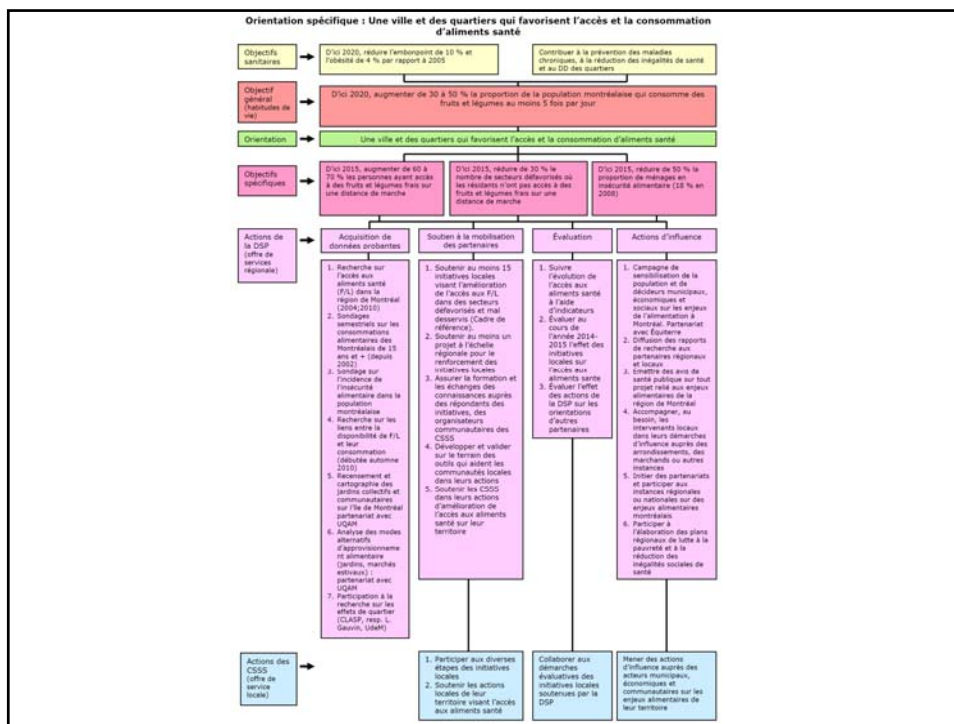 Orientation spécifique : Une ville et des quartiers qui favorisent l'accès et la consommation
d'aliments santé
Objectifs
sanitaires
D'ici 2020, réduire l'embonpoint de 10 % et
l'obésité de 4 % par rapport à 2005
Contribuer à la prévention des maladies
chroniques, à la réduction des inégalités de santé
et au DD des quartiers
Objectif
général
(habitudes de
vie)
D'ici 2020, augmenter de 30 à 50 % la proportion de la population montréalaise qui consomme des
fruits et légumes au moins 5 fois par jour
Orientation
Une ville et des quartiers qui favorisent l'accès et la consommation d'aliments santé
Objectifs
spécifiques
D'ici 2015, augmenter de 60 à
70 % les personnes ayant accès
à des fruits et légumes frais sur
une distance de marche
D'ici 2015, réduire de 30 % le
nombre de secteurs défavorisés où
les résidents n'ont pas accès à des
fruits et légumes frais sur une
distance de marche
D'ici 2015, réduire de 50 % la
proportion de ménages en
insécurité alimentaire (18 % en
2008)
Actions de
la DSP
(offre de
services
régionale)
Acquisition de
données probantes
1. Recherche sur
l'accès aux
aliments santé
(F/L) dans la
région de Montréal
(2004;2010)
2. Sondages
semestriels sur les
consommations
alimentaires des
Montréalais de 15
ans et + (depuis
2002)
3. Sondage sur
l'incidence de
l'insécurité
alimentaire dans la
population
montréalaise
4. Recherche sur les
liens entre la
disponibilité de F/L
et leur
consommation
(débutée automne
2010)
5. Recensement et
cartographie des
jardins collectifs et
communautaires
sur l'île de Montréal
partenariat avec
UQAM
6. Analyse des modes
alternatifs
d'approvisionneme
nt alimentaire
(jardins, marchés
estivaux) :
partenariat avec
UQAM
7. Participation à la
recherche sur les
effets de quartier
(CLASP, resp. L.
Gauvin, UdeM)
Soutien à la mobilisation
des partenaires
1. Soutenir au moins 15
initiatives locales
visant l'amélioration
de l'accès aux F/L
dans des secteurs
défavorisés et mal
desservis (Cadre de
référence).
2. Soutenir au moins un
projet à l'échelle
régionale pour le
renforcement des
initiatives locales
3. Assurer la formation et
les échanges des
connaissances auprès
des répondants des
initiatives, des
organisateurs
communautaires des
CSSS
4. Développer et valider
sur le terrain des
outils qui aident les
communautés locales
dans leurs actions
5. Soutenir les CSSS
dans leurs actions
d'amélioration de
l'accès aux aliments
santé sur leur
territoire
Évaluation
1. Suivre
l'évolution de
l'accès aux
aliments santé
à l'aide
d'indicateurs
2. Évaluer au
cours de
l'année 2014-
2015 l'effet des
initiatives
locales sur
l'accès aux
aliments santé
3. Évaluer l'effet
des actions de
la DSP sur les
orientations
d'autres
partenaires
Actions d'influence
1. Campagne de
sensibilisation de la
population et de
décideurs municipaux,
économiques et
sociaux sur les enjeux
de l'alimentation à
Montréal. Partenariat
avec Équiterre
2. Diffusion des rapports
de recherche aux
partenaires régionaux
et locaux
3. Émettre des avis de
santé publique sur tout
projet relié aux enjeux
alimentaires de la
région de Montréal
4. Accompagner, au
besoin, les
intervenants locaux
dans leurs démarches
d'influence auprès des
arrondissements, des
marchands ou autres
instances
5. Initier des partenariats
et participer aux
instances régionales
ou nationales sur des
enjeux alimentaires
montréalais
6. Participer à
l'élaboration des plans
régionaux de lutte à la
pauvreté et à la
réduction des
inégalités sociales de
santé
Actions des
CSSS
(offre de
service
locale)
1. Participer aux diverses
étapes des initiatives
locales
2. Soutenir les actions
locales de leur
territoire visant l'accès
aux aliments santé
Collaborer aux
démarches
évaluatives des
initiatives locales
soutenues par la
DSP
Mener des actions
d'influence auprès des
acteurs municipaux,
économiques et
communautaires sur les
enjeux alimentaires de
leur territoire